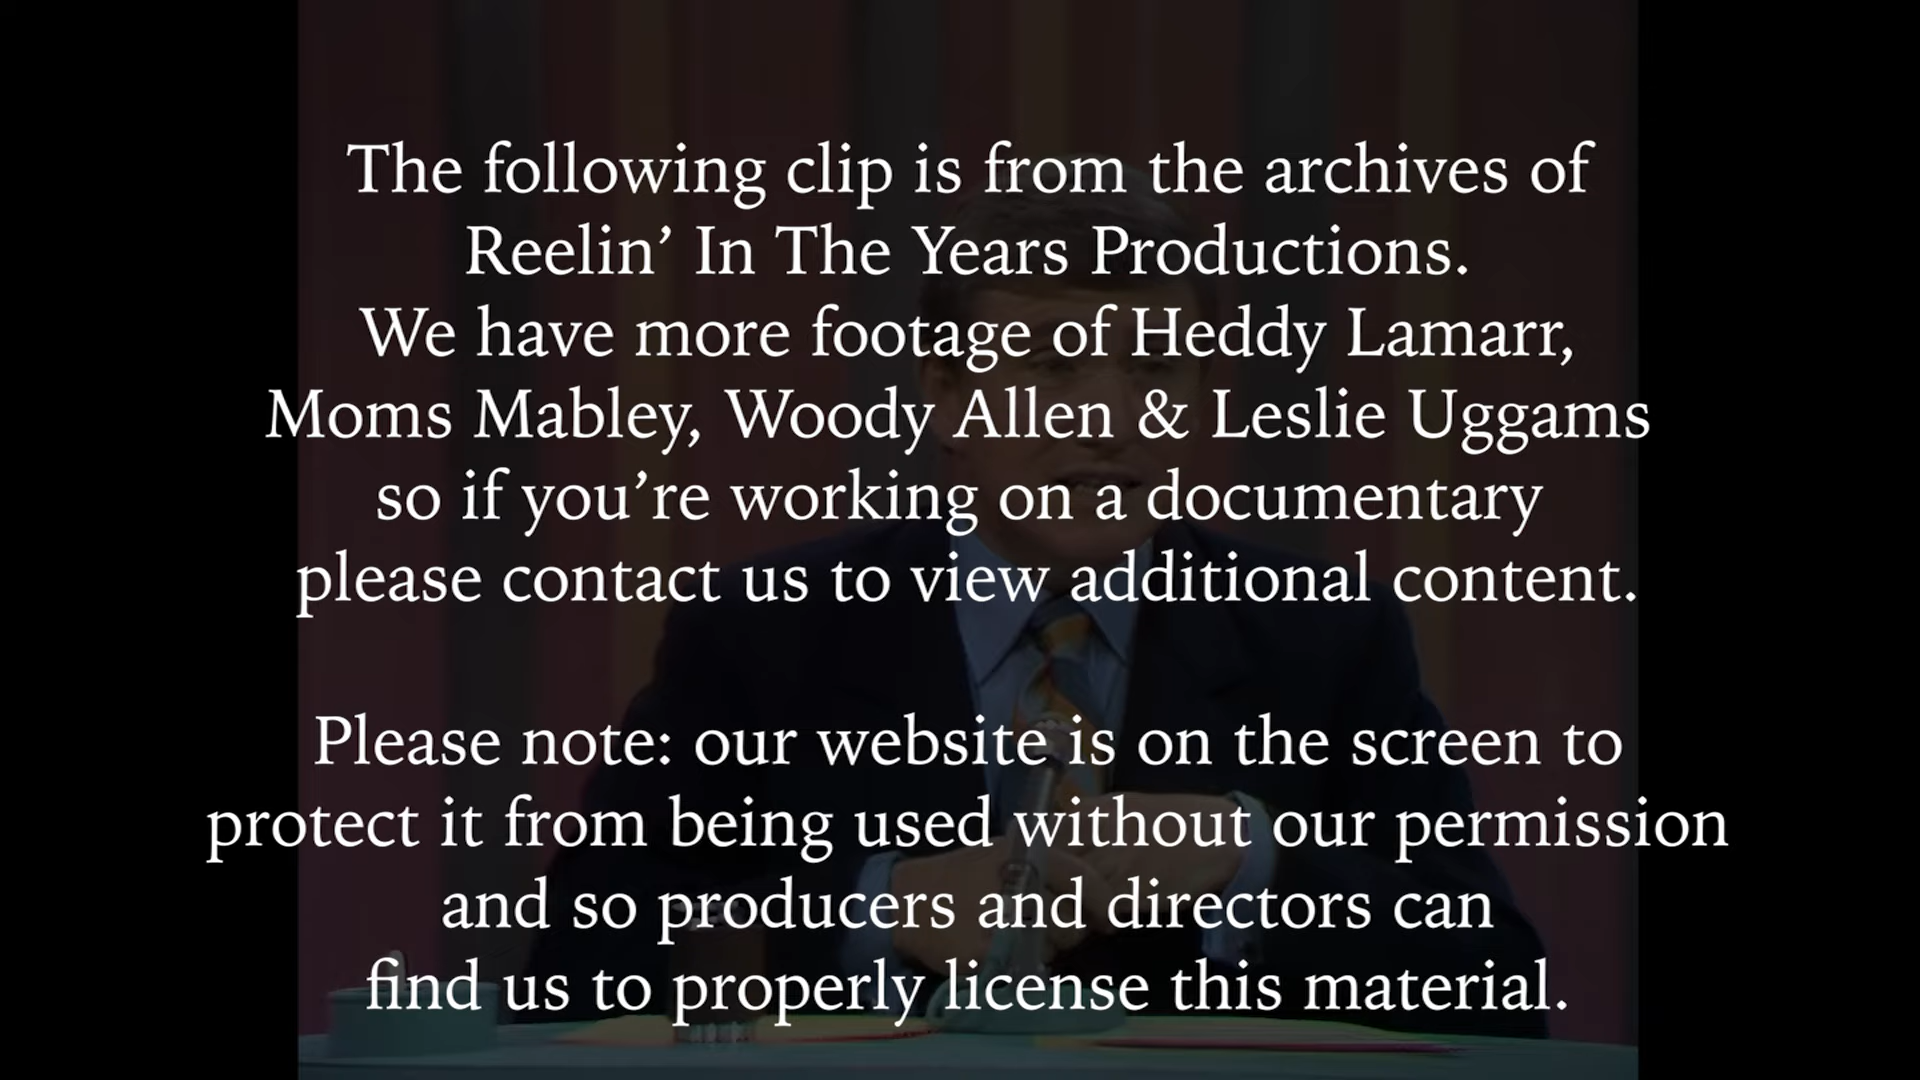 The following clip is from the archives of
Reelin’ In The Years Productions.
We have more footage of Heddy Lamarr,
Moms Mabley, Woody Allen & Leslie Uggams
so if you’re working on a documentary
please contact us to view additional content.
Please note: our website is on the screen to
protect it from being used without our permission
and so producers and directors can
find us to properly license this material.